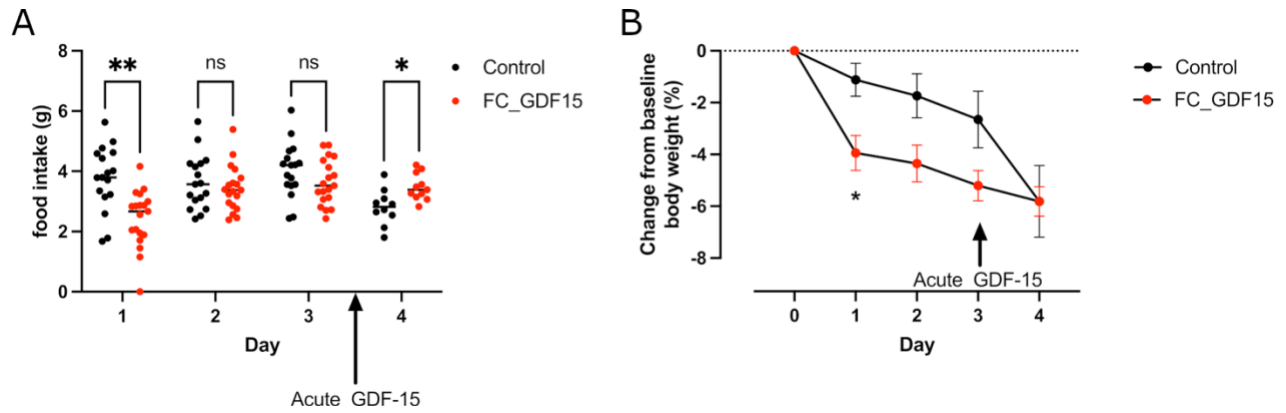 A
food intake (g)
8
6
4
2
0
**
ns
ns
*
Control
FC_GDF15
1
2
3
4
Day
Acute GDF-15
B
Change from baseline
body weight (%)
0
-2
-4
-6
-8
*
Acute GDF-15
Control
FC_GDF15
0
1
2
3
4
Day